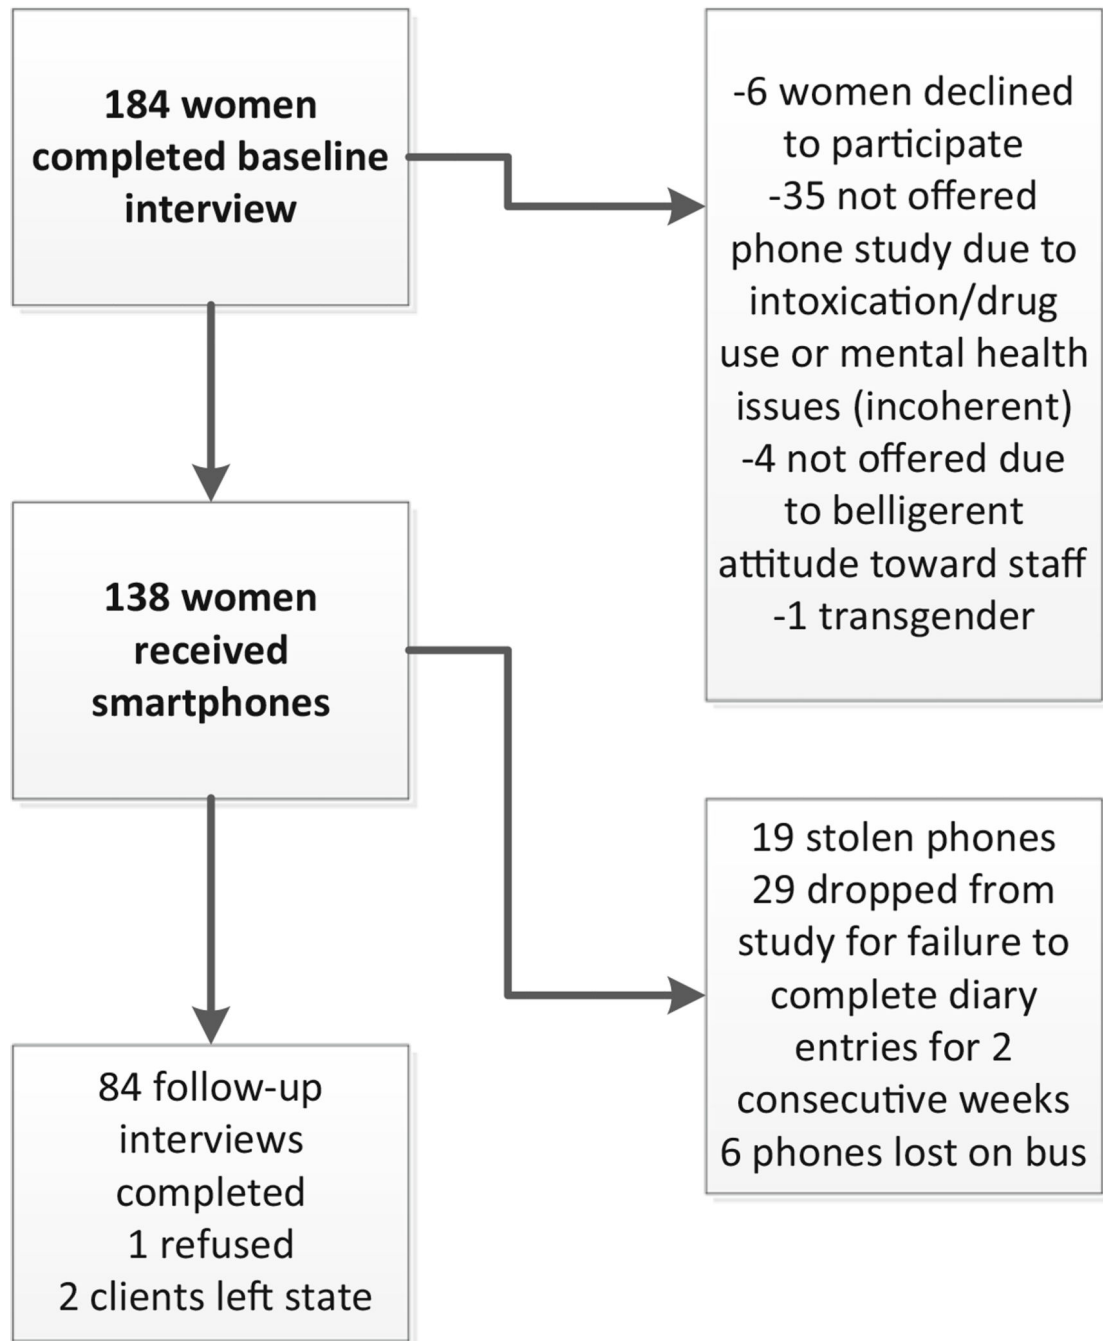 184 women
completed baseline
interview
-6 women declined
to participate
-35 not offered
phone study due to
intoxication/drug
use or mental health
issues (incoherent)
-4 not offered due
to belligerent
attitude toward staff
-1 transgender
138 women
received
smartphones
19 stolen phones
29 dropped from
study for failure to
complete diary
entries for 2
consecutive weeks
6 phones lost on bus
84 follow-up
interviews
completed
1 refused
2 clients left state